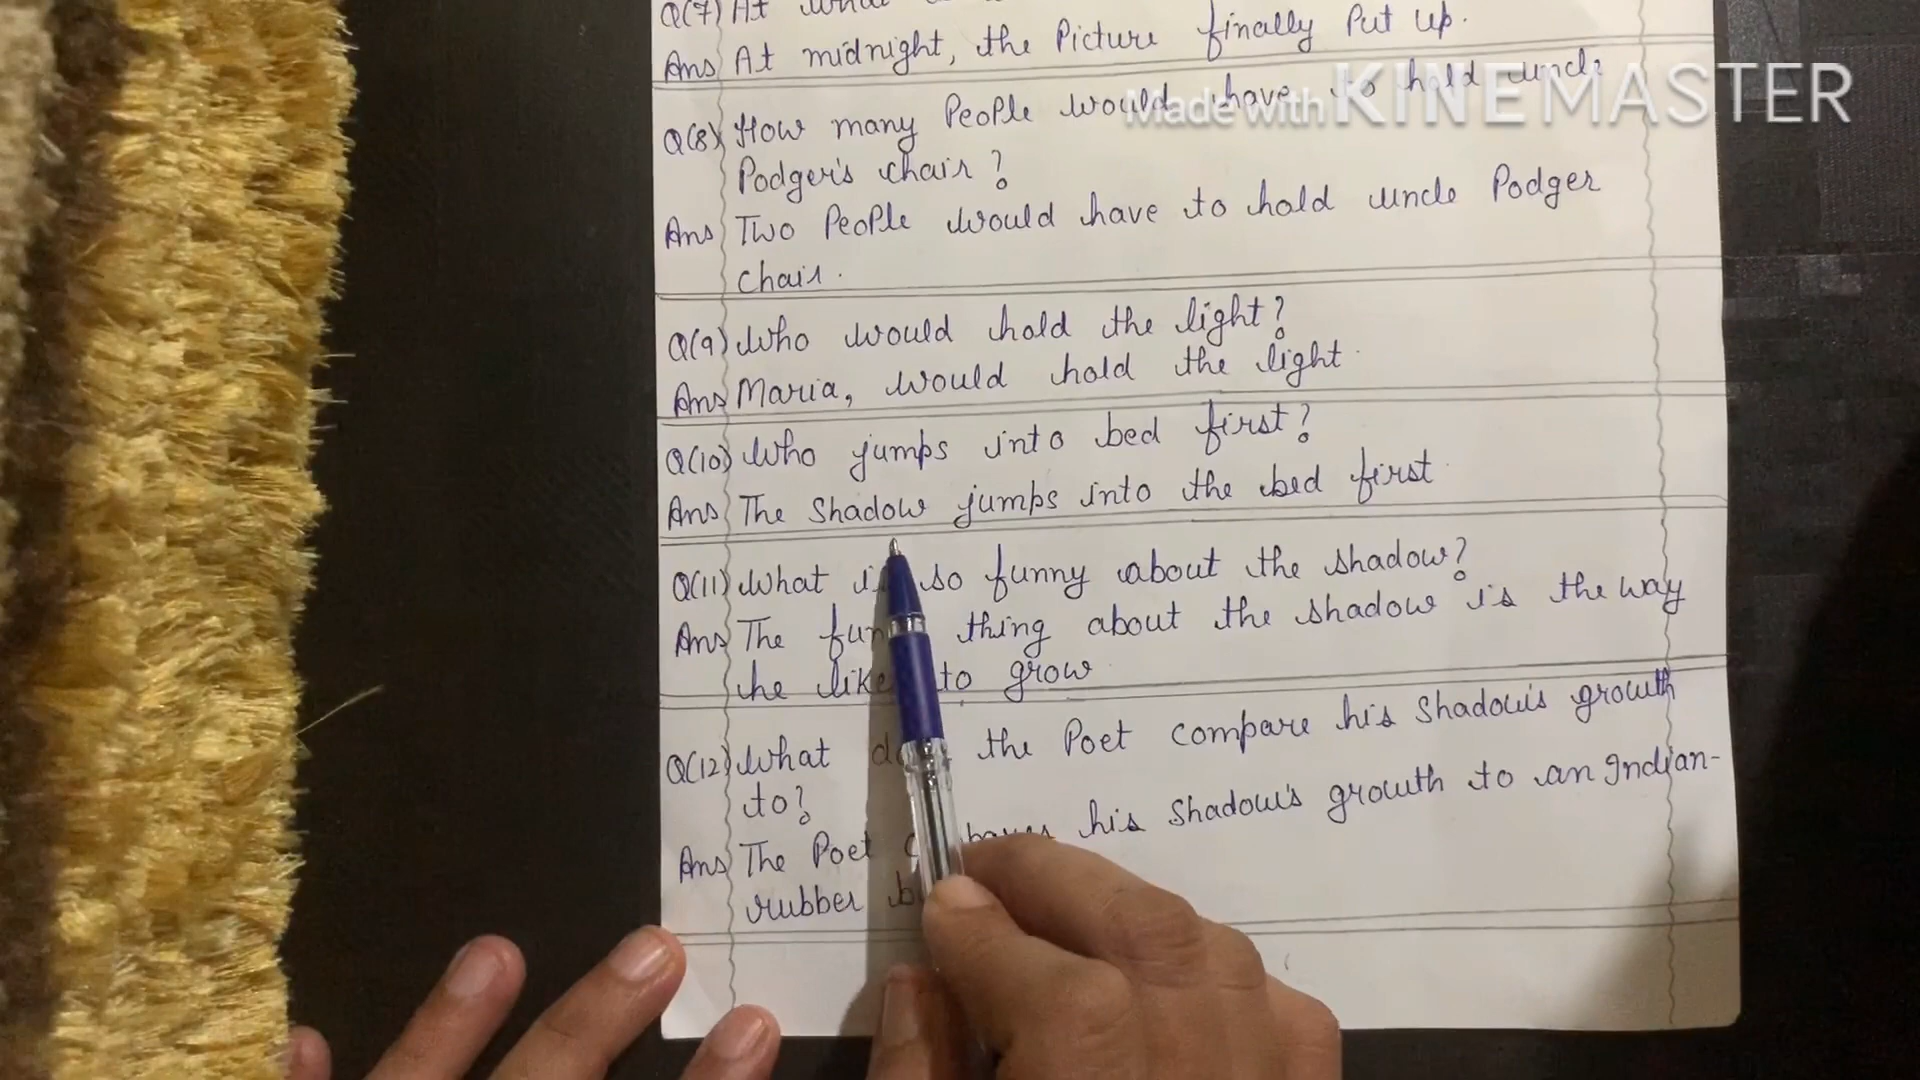 Q(7) At what
Ans At midnight, the Picture finally Put up.
Made with KINEMASTER
Q(8) How many People would have to hold uncle
Podger's chair?
Ans Two People would have to hold uncle Podger
chair.
Q(9) Who would hold the light?
Ans Maria, would hold the light.
Q(10) Who jumps into bed first?
Ans The Shadow jumps into the bed first
Q(11) What so funny about the shadow?
Ans The thing about the shadow is the way
he to grow
Q(12) What the Poet compare his Shadow's growth
to?
Ans The Poet his Shadow's growth to an Indian-
rubber